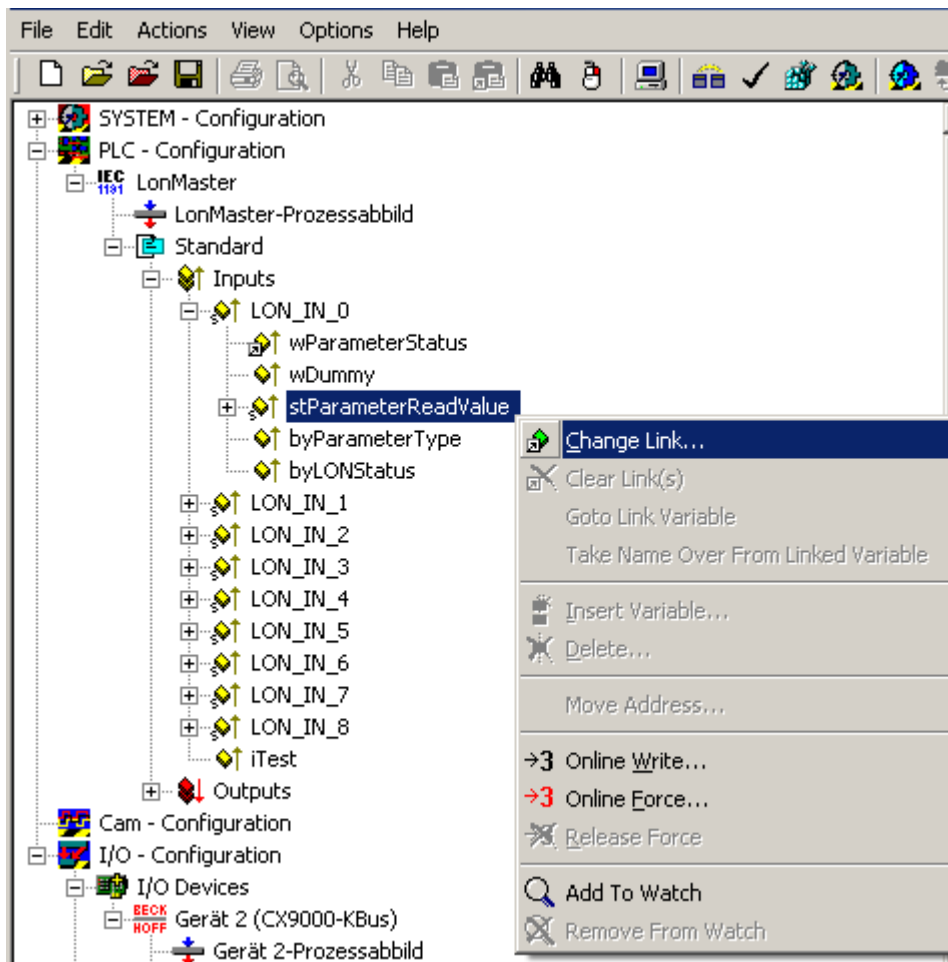 File Edit Actions View Options Help
SYSTEM - Configuration
PLC - Configuration
IEC 1131 LonMaster
LonMaster-Prozessabbild
Standard
Inputs
LON_IN_0
wParameterStatus
wDummy
stParameterReadValue
byParameterType
byLONStatus
LON_IN_1
LON_IN_2
LON_IN_3
LON_IN_4
LON_IN_5
LON_IN_6
LON_IN_7
LON_IN_8
iTest
Outputs
Cam - Configuration
I/O - Configuration
I/O Devices
BECK HOFF Gerät 2 (CX9000-KBus)
Gerät 2-Prozessabbild
Change Link...
Clear Link(s)
Goto Link Variable
Take Name Over From Linked Variable
Insert Variable...
Delete...
Move Address...
→3 Online Write...
→3 Online Force...
Release Force
Add To Watch
Remove From Watch